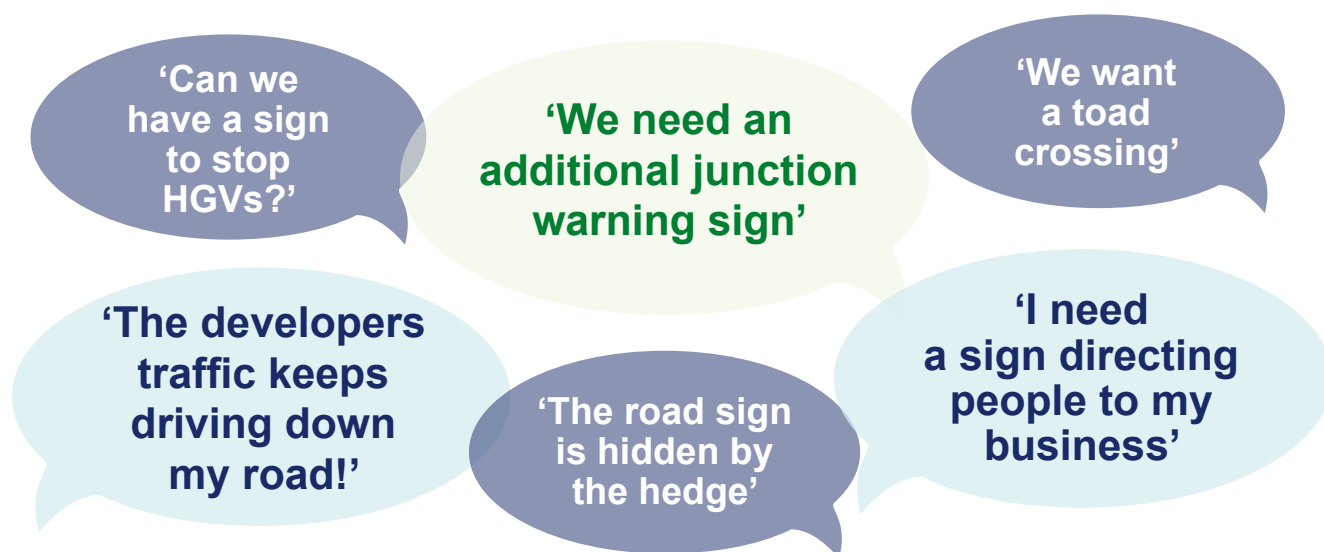 ‘Can we
have a sign
to stop
HGVs?’
‘We need an
additional junction
warning sign’
‘We want
a toad
crossing’
‘The developers
traffic keeps
driving down
my road!’
‘The road sign
is hidden by
the hedge’
‘I need
a sign directing
people to my
business’